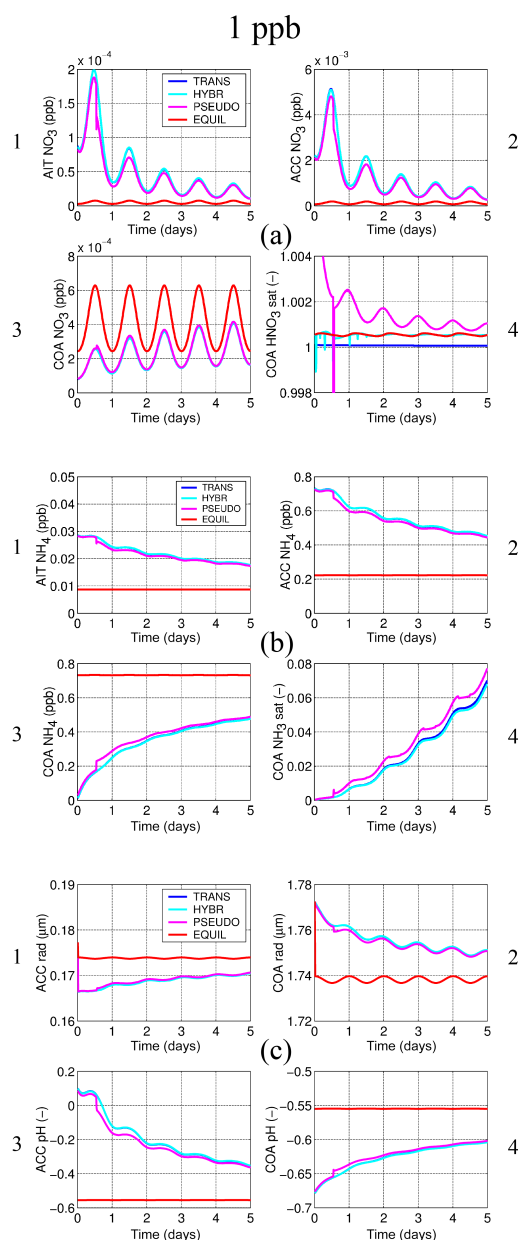 1 ppb
x 10⁻⁴
2
1.5
1
0.5
0
AIT NO₃ (ppb)
TRANS
HYBR
PSEUDO
EQUIL
0 1 2 3 4 5
Time (days)
1
x 10⁻³
6
4
2
0
ACC NO₃ (ppb)
0 1 2 3 4 5
Time (days)
2
(a)
x 10⁻⁴
8
6
4
2
0
COA NO₃ (ppb)
0 1 2 3 4 5
Time (days)
3
1.004
1.002
1
0.998
COA HNO₃ sat (−)
0 1 2 3 4 5
Time (days)
4
0.05
0.04
0.03
0.02
0.01
0
AIT NH₄ (ppb)
TRANS
HYBR
PSEUDO
EQUIL
0 1 2 3 4 5
Time (days)
1
0.8
0.6
0.4
0.2
0
ACC NH₄ (ppb)
0 1 2 3 4 5
Time (days)
2
(b)
0.8
0.6
0.4
0.2
0
COA NH₄ (ppb)
0 1 2 3 4 5
Time (days)
3
0.08
0.06
0.04
0.02
0
COA NH₃ sat (−)
0 1 2 3 4 5
Time (days)
4
0.19
0.18
0.17
0.16
ACC rad (µm)
TRANS
HYBR
PSEUDO
EQUIL
0 1 2 3 4 5
Time (days)
1
1.78
1.76
1.74
1.72
COA rad (µm)
0 1 2 3 4 5
Time (days)
2
(c)
0.2
0
−0.2
−0.4
−0.6
ACC pH (−)
0 1 2 3 4 5
Time (days)
3
−0.5
−0.55
−0.6
−0.65
−0.7
COA pH (−)
0 1 2 3 4 5
Time (days)
4